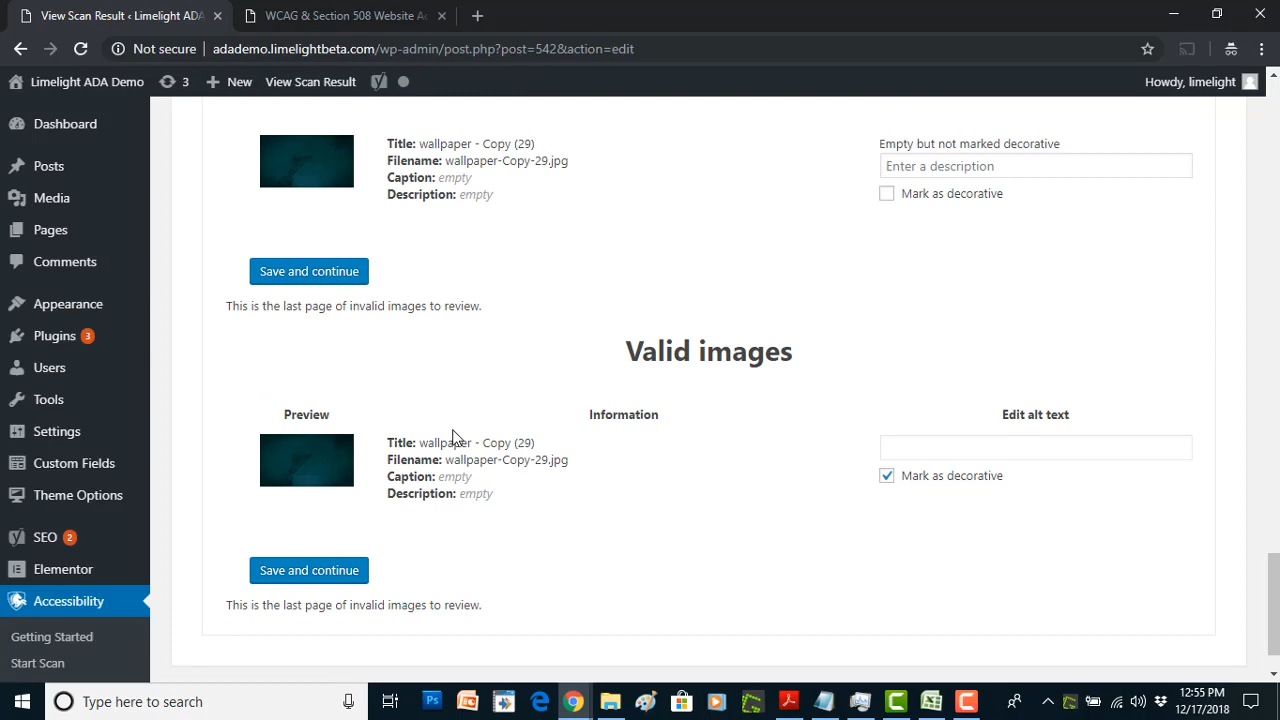 View Scan Result ‹ Limelight ADA
WCAG & Section 508 Website Ac
Not secure
adademo.limelightbeta.com/wp-admin/post.php?post=542&action=edit
Limelight ADA Demo
3
New
View Scan Result
Howdy, limelight
Dashboard
Posts
Media
Pages
Comments
Appearance
Plugins 3
Users
Tools
Settings
Custom Fields
Theme Options
SEO 2
Elementor
Accessibility
Getting Started
Start Scan
Title: wallpaper - Copy (29)
Filename: wallpaper-Copy-29.jpg
Caption: empty
Description: empty
Empty but not marked decorative
Enter a description
Mark as decorative
Save and continue
This is the last page of invalid images to review.
Valid images
Preview
Information
Edit alt text
Title: wallpaper - Copy (29)
Filename: wallpaper-Copy-29.jpg
Caption: empty
Description: empty
Mark as decorative
Save and continue
This is the last page of invalid images to review.
Type here to search
12:55 PM
12/17/2018